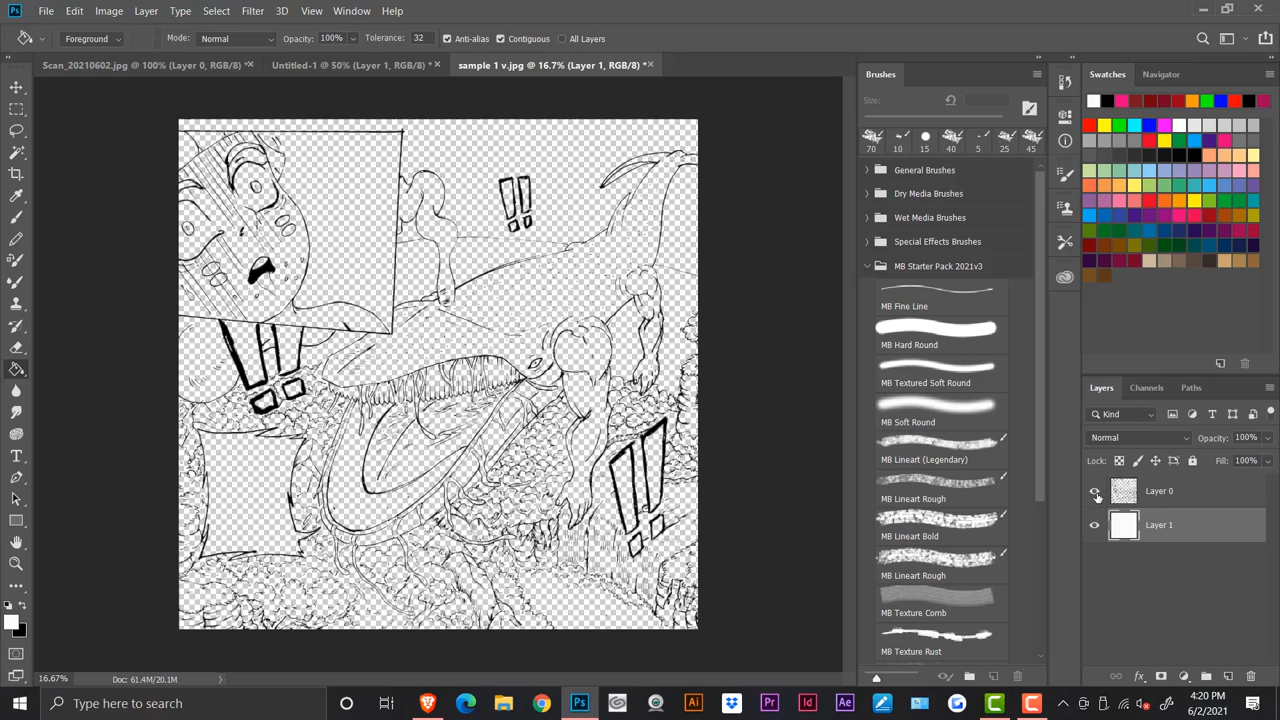 Ps File Edit Image Layer Type Select Filter 3D View Window Help
Foreground Mode: Normal Opacity: 100% Tolerance: 32 Anti-alias Contiguous All Layers
Scan_20210602.jpg @ 100% (Layer 0, RGB/8) * Untitled-1 @ 50% (Layer 1, RGB/8) * sample 1 v.jpg @ 16.7% (Layer 1, RGB/8) *
Brushes
Size:
70 10 15 40 5 25 45
General Brushes
Dry Media Brushes
Wet Media Brushes
Special Effects Brushes
MB Starter Pack 2021v3
MB Fine Line
MB Hard Round
MB Textured Soft Round
MB Soft Round
MB Lineart (Legendary)
MB Lineart Rough
MB Lineart Bold
MB Lineart Rough
MB Texture Comb
MB Texture Rust
Swatches Navigator
Layers Channels Paths
Kind
Normal Opacity: 100%
Lock: Fill: 100%
Layer 0
Layer 1
!!
!!
!!
16.67% Doc: 61.4M/20.1M
Type here to search
Ps Ai Pr Id Ae
4:20 PM
6/2/2021